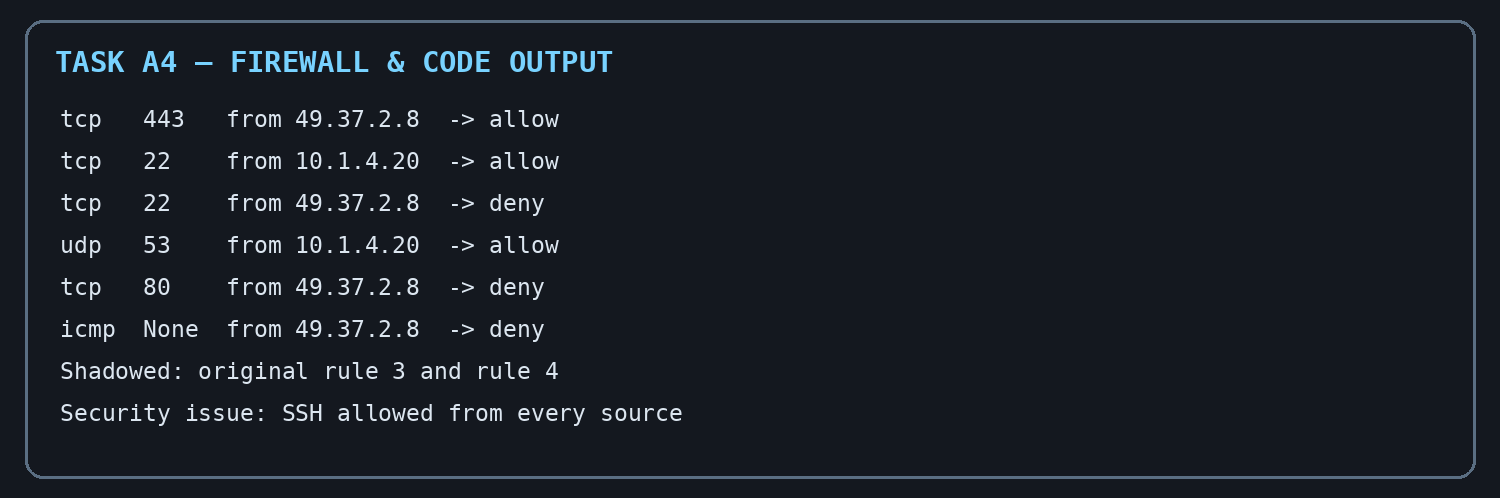 TASK A4 — FIREWALL & CODE OUTPUT
tcp   443   from 49.37.2.8  -> allow
tcp   22    from 10.1.4.20  -> allow
tcp   22    from 49.37.2.8  -> deny
udp   53    from 10.1.4.20  -> allow
tcp   80    from 49.37.2.8  -> deny
icmp  None  from 49.37.2.8  -> deny
Shadowed: original rule 3 and rule 4
Security issue: SSH allowed from every source